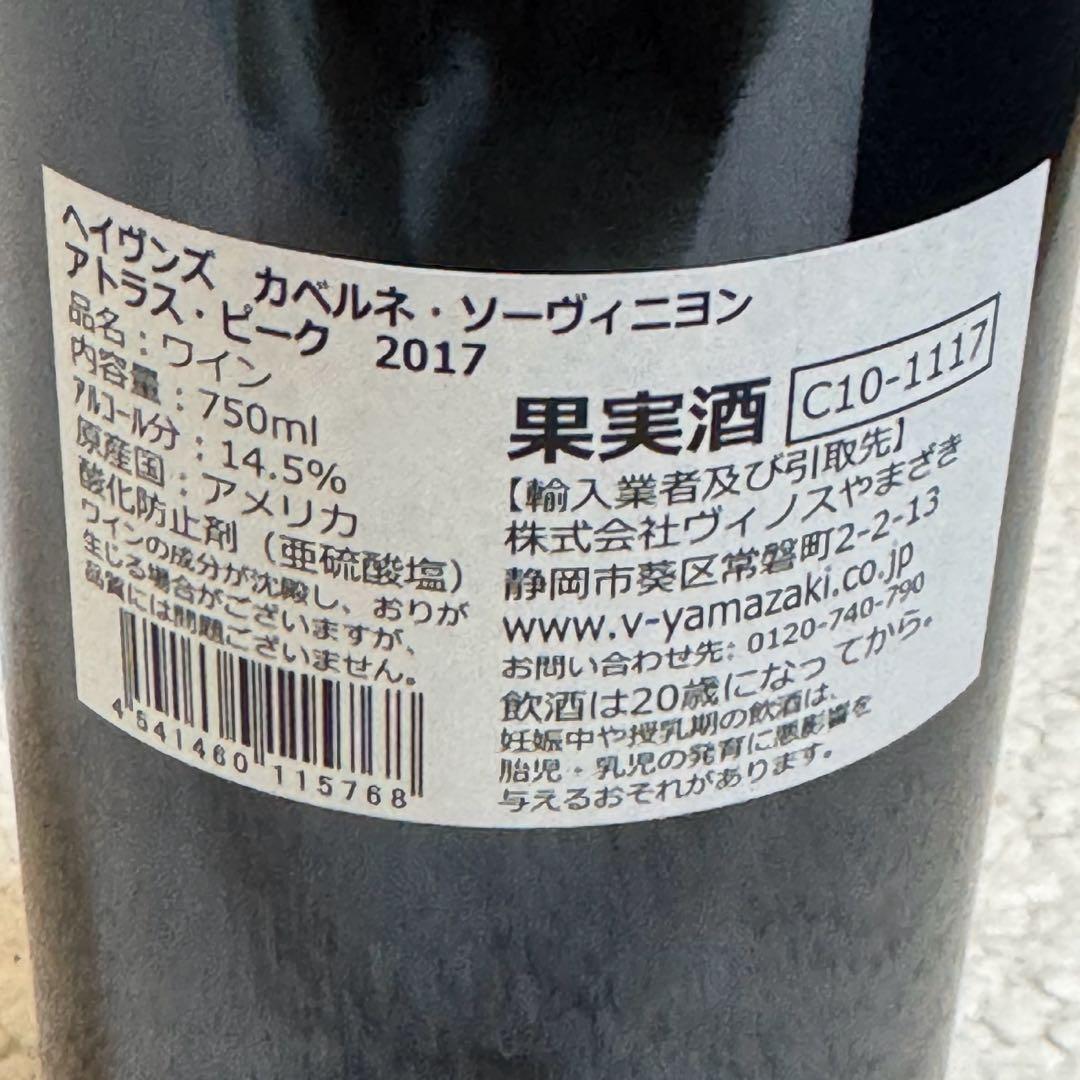 ヘイヴンズ カベルネ・ソーヴィニヨン
アトラス・ピーク 2017
品名：ワイン
内容量：750ml
ｱﾙｺｰﾙ分：14.5%
原産国：アメリカ
酸化防止剤（亜硫酸塩）
ワインの成分が沈殿し、おりが
生じる場合がございますが、
品質には問題ございません。
4541460115768
果実酒 C10-1117
【輸入業者及び引取先】
株式会社ヴィノスやまざき
静岡市葵区常磐町2-2-13
www.v-yamazaki.co.jp
お問い合わせ先: 0120-740-790
飲酒は20歳になってから。
妊娠中や授乳期の飲酒は、
胎児・乳児の発育に悪影響を
与えるおそれがあります。